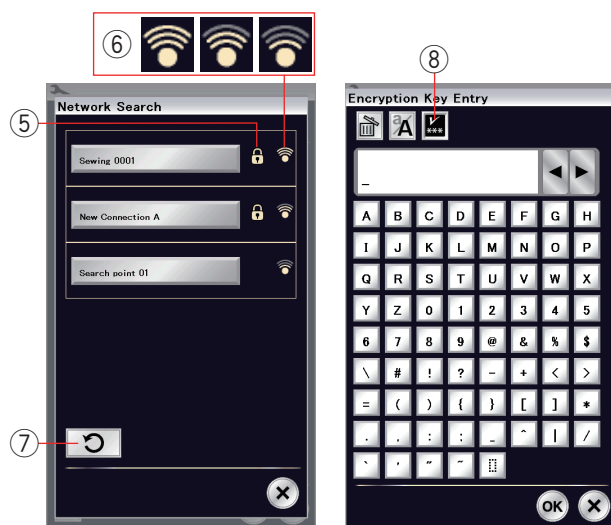 ⑥
⑧
Network Search
Encryption Key Entry
⑤
a/A
***
Sewing 0001
_
New Connection A
A B C D E F G H
I J K L M N O P
Search point 01
Q R S T U V W X
Y Z 0 1 2 3 4 5
6 7 8 9 @ & % $
\ # ! ? - + < >
= ( ) { } [ ] *
⑦
. , : ; _ ^ | /
` ' " ~
OK